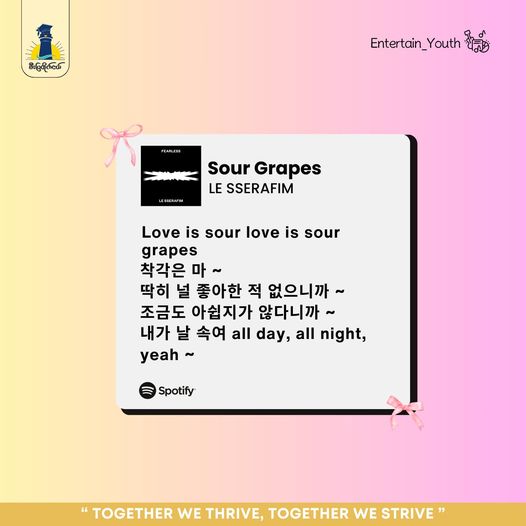 Entertain_Youth
FEARLESS
LE SSERAFIM
Sour Grapes
LE SSERAFIM
Love is sour love is sour
grapes
착각은 마 ~
딱히 널 좋아한 적 없으니까 ~
조금도 아쉽지가 않다니까 ~
내가 날 속여 all day, all night,
yeah ~
Spotify
“ TOGETHER WE THRIVE, TOGETHER WE STRIVE ”